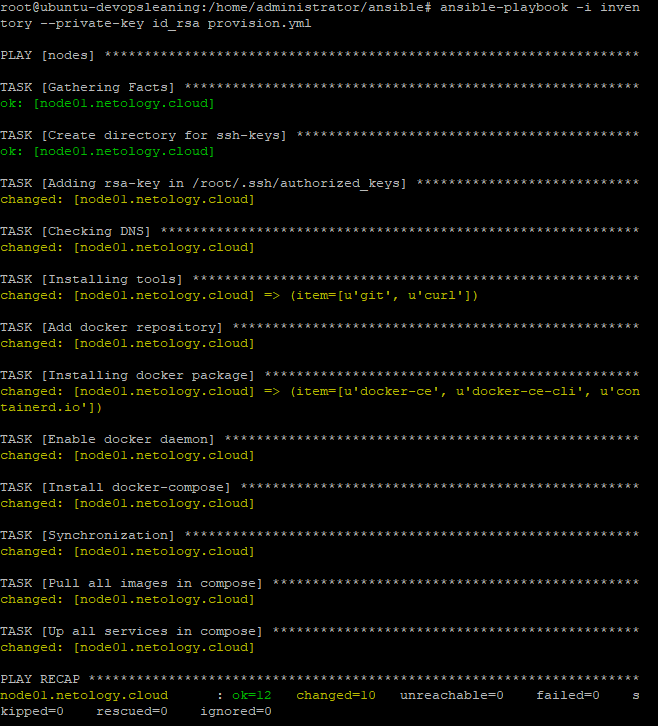 root@ubuntu-devopsleaning:/home/administrator/ansible# ansible-playbook -i inven
tory --private-key id_rsa provision.yml
PLAY [nodes] *******************************************************************
TASK [Gathering Facts] *********************************************************
ok: [node01.netology.cloud]
TASK [Create directory for ssh-keys] *******************************************
ok: [node01.netology.cloud]
TASK [Adding rsa-key in /root/.ssh/authorized_keys] ****************************
changed: [node01.netology.cloud]
TASK [Checking DNS] ************************************************************
changed: [node01.netology.cloud]
TASK [Installing tools] ********************************************************
changed: [node01.netology.cloud] => (item=[u'git', u'curl'])
TASK [Add docker repository] ***************************************************
changed: [node01.netology.cloud]
TASK [Installing docker package] ***********************************************
changed: [node01.netology.cloud] => (item=[u'docker-ce', u'docker-ce-cli', u'con
tainerd.io'])
TASK [Enable docker daemon] ****************************************************
changed: [node01.netology.cloud]
TASK [Install docker-compose] **************************************************
changed: [node01.netology.cloud]
TASK [Synchronization] *********************************************************
changed: [node01.netology.cloud]
TASK [Pull all images in compose] **********************************************
changed: [node01.netology.cloud]
TASK [Up all services in compose] **********************************************
changed: [node01.netology.cloud]
PLAY RECAP *********************************************************************
node01.netology.cloud      : ok=12   changed=10   unreachable=0    failed=0    s
kipped=0    rescued=0    ignored=0